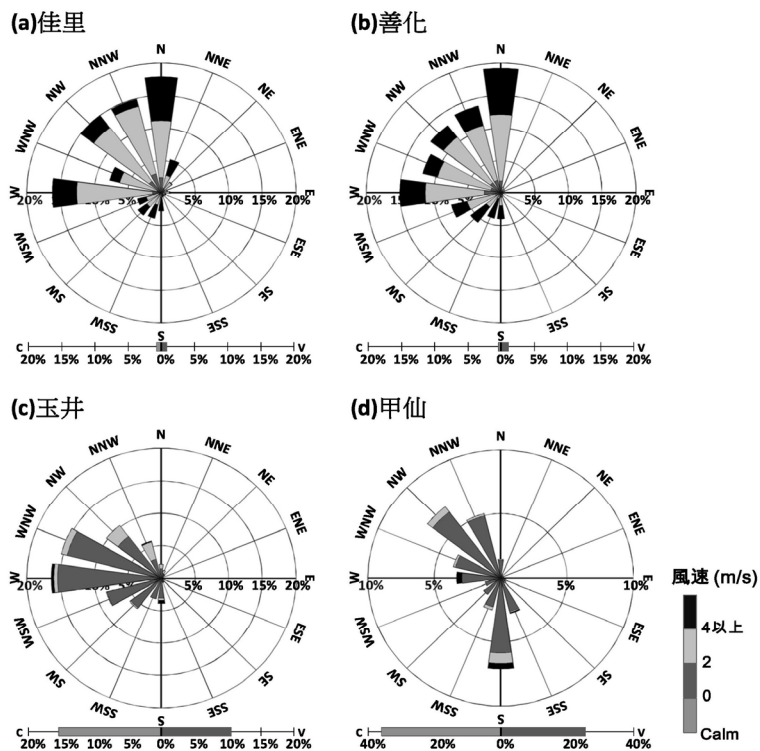 (a)佳里
N
NNW NNE
NW NE
WNW ENE
W E
20% 5% 5% 10% 15% 20%
WSW ESE
SW SE
SSW SSE
S
C V
20% 15% 10% 5% 0% 5% 10% 15% 20%
(b)善化
N
NNW NNE
NW NE
WNW ENE
W E
20% 5% 10% 15% 20%
WSW ESE
SW SE
SSW SSE
S
C V
20% 15% 10% 5% 0% 5% 10% 15% 20%
(c)玉井
N
NNW NNE
NW NE
WNW ENE
W E
20% 5% 5% 10% 15% 20%
WSW ESE
SW SE
SSW SSE
S
C V
20% 15% 10% 5% 0% 5% 10% 15% 20%
(d)甲仙
N
NNW NNE
NW NE
WNW ENE
W E
10% 5% 5% 10%
WSW ESE
SW SE
SSW SSE
S
C V
40% 20% 0% 20% 40%
風速 (m/s)
4以上
2
0
Calm